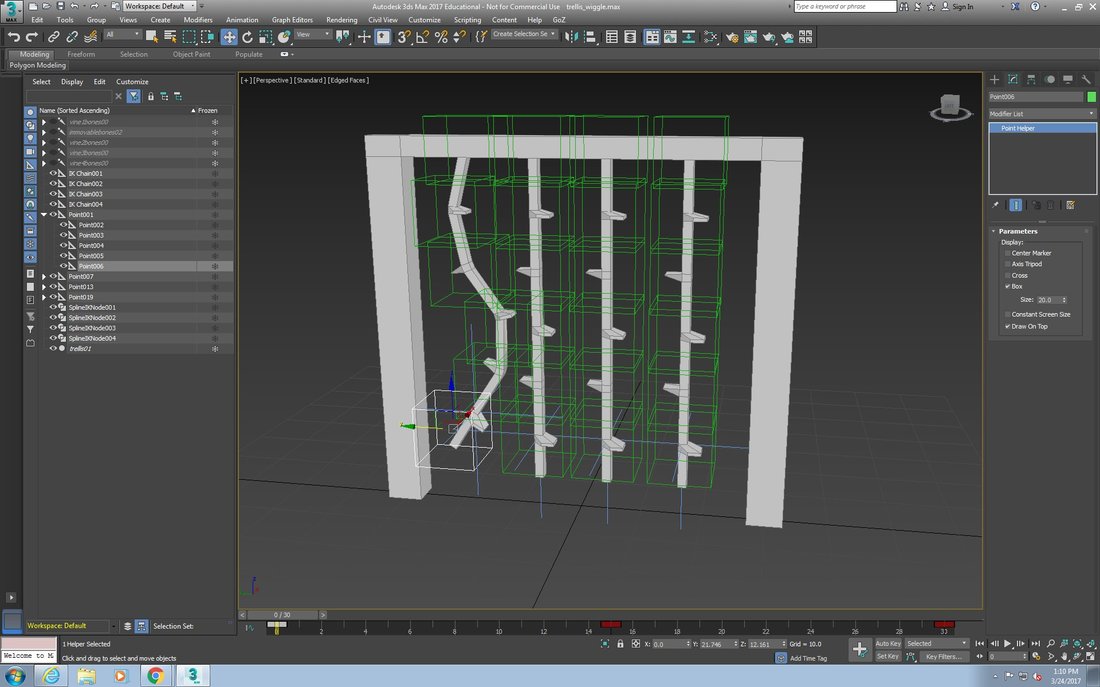 3
MAX
Workspace: Default
Autodesk 3ds Max 2017 Educational - Not for Commercial Use trellis_wiggle.max
Type a keyword or phrase
Sign In
Edit Tools Group Views Create Modifiers Animation Graph Editors Rendering Civil View Customize Scripting Content Help GoZ
All
View
Create Selection Se
Modeling Freeform Selection Object Paint Populate
Polygon Modeling
Select Display Edit Customize
Name (Sorted Ascending) Frozen
vine1bones00
immovablebones02
vine2bones00
vine3bones00
vine4bones00
IK Chain001
IK Chain002
IK Chain003
IK Chain004
Point001
Point002
Point003
Point004
Point005
Point006
Point007
Point013
Point019
SplineIKNode001
SplineIKNode002
SplineIKNode003
SplineIKNode004
trellis01
[+] [Perspective ] [Standard ] [Edged Faces ]
Point006
Modifier List
Point Helper
Parameters
Display:
Center Marker
Axis Tripod
Cross
Box
Size: 20.0
Constant Screen Size
Draw On Top
Workspace: Default
Selection Set:
0 / 30
0 2 4 6 8 10 12 14 16 18 20 22 24 26 28 30
1 Helper Selected
Welcome to M
Click and drag to select and move objects
X: 0.0 Y: 21.746 Z: 12.161 Grid = 10.0
Add Time Tag
Auto Key Selected
Set Key Key Filters...
0
1:10 PM
3/24/2017